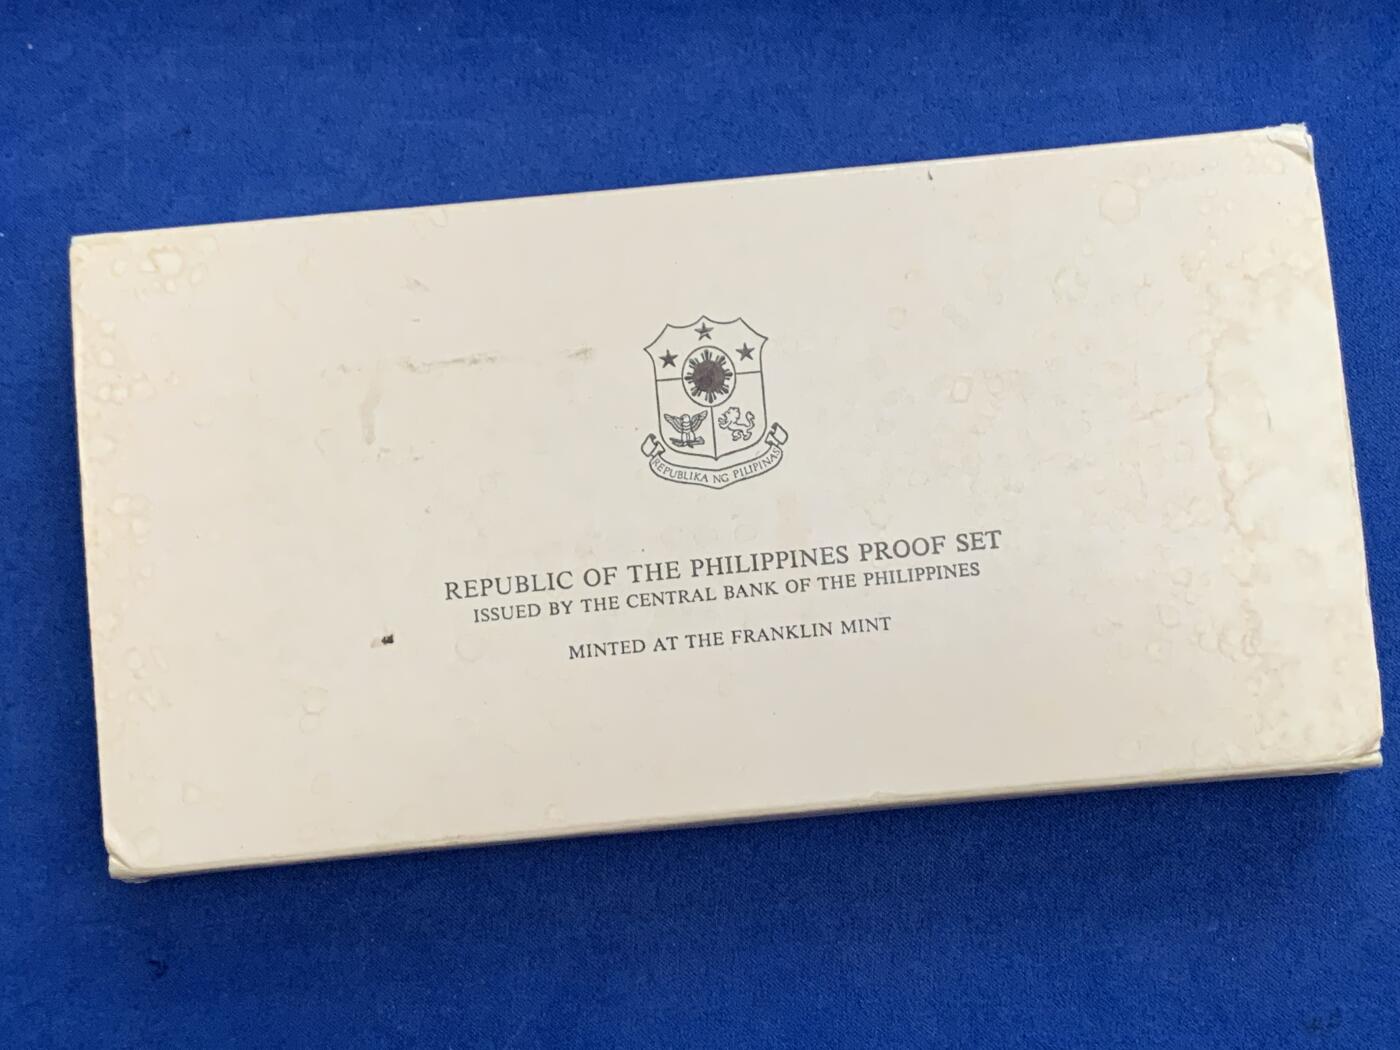 REPUBLIKA NG PILIPINAS
REPUBLIC OF THE PHILIPPINES PROOF SET
ISSUED BY THE CENTRAL BANK OF THE PHILIPPINES
MINTED AT THE FRANKLIN MINT